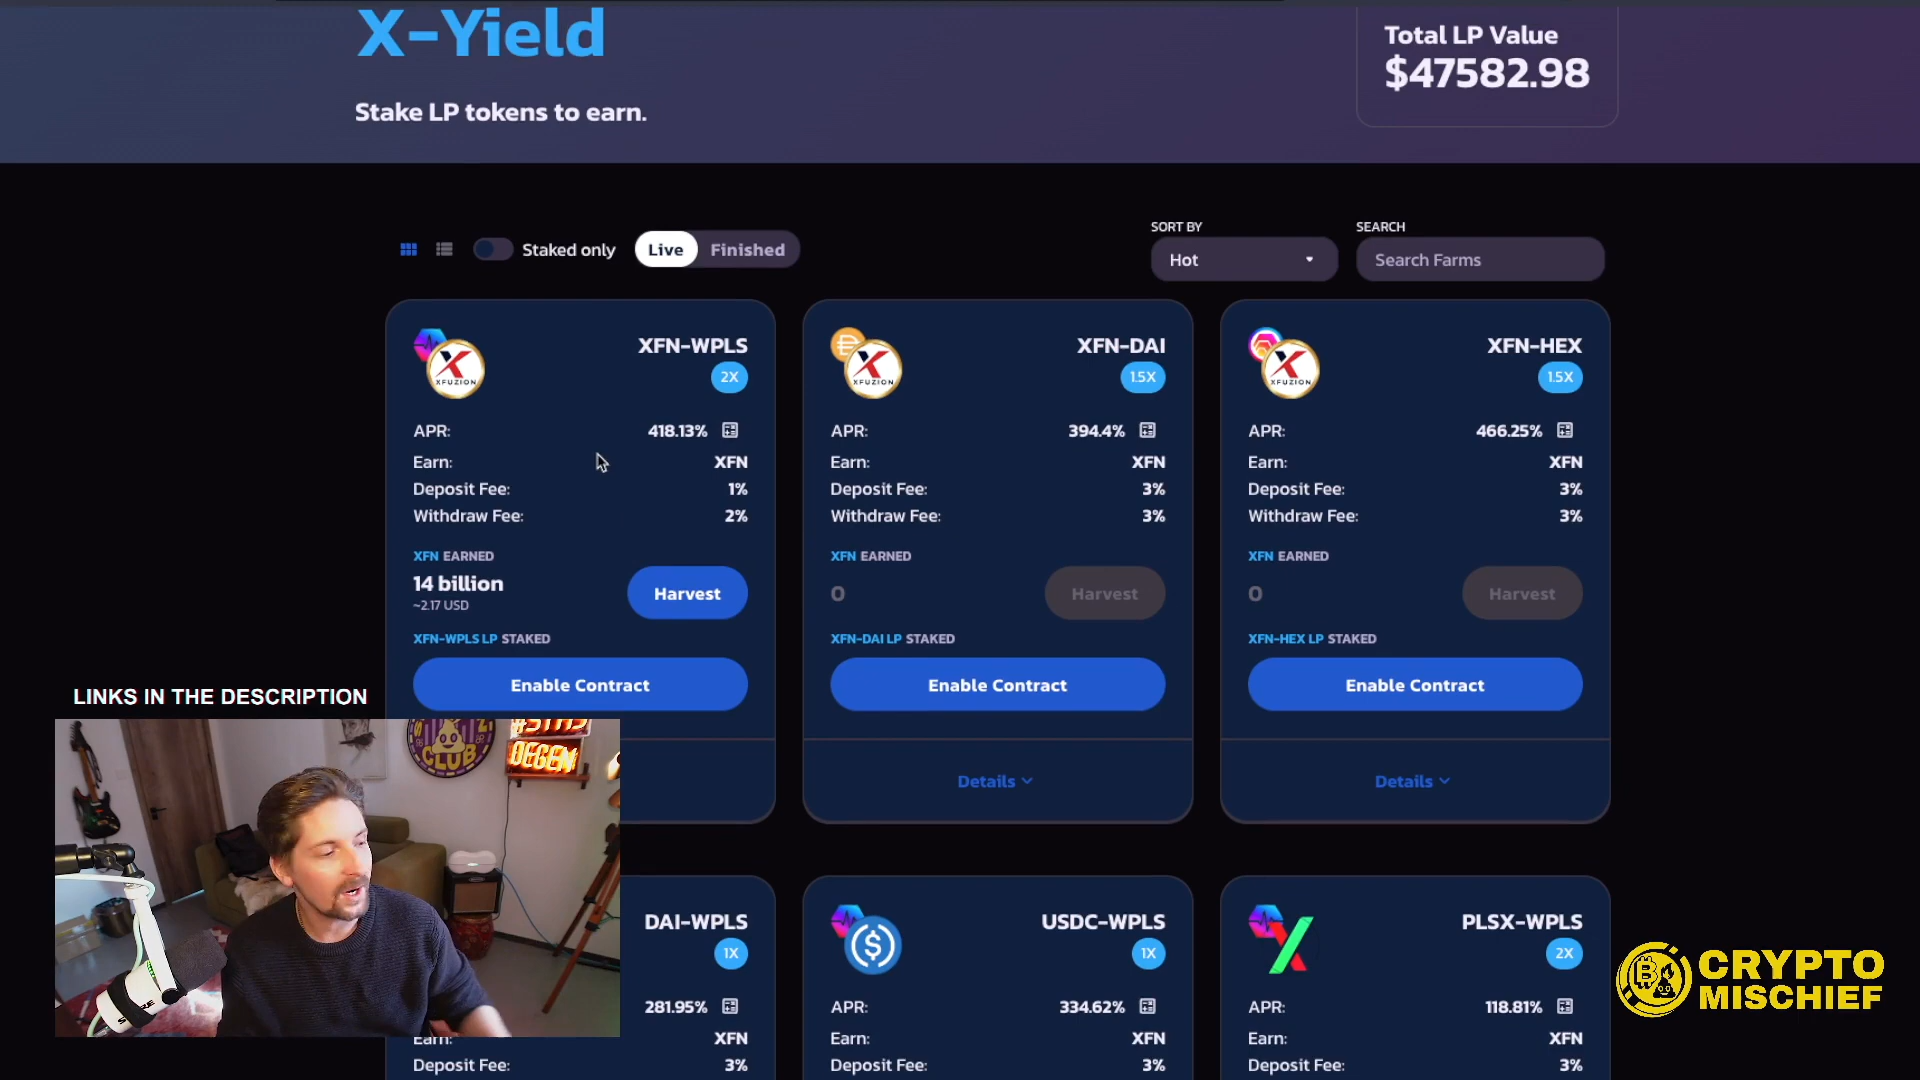 X-Yield
Stake LP tokens to earn.
Total LP Value
$47582.98
Staked only
Live
Finished
SORT BY
Hot
SEARCH
Search Farms
XFUZION
XFN-WPLS
2X
APR: 418.13%
Earn: XFN
Deposit Fee: 1%
Withdraw Fee: 2%
XFN EARNED
14 billion
~2.17 USD
Harvest
XFN-WPLS LP STAKED
Enable Contract
XFUZION
XFN-DAI
1.5X
APR: 394.4%
Earn: XFN
Deposit Fee: 3%
Withdraw Fee: 3%
XFN EARNED
0
Harvest
XFN-DAI LP STAKED
Enable Contract
Details
XFUZION
XFN-HEX
1.5X
APR: 466.25%
Earn: XFN
Deposit Fee: 3%
Withdraw Fee: 3%
XFN EARNED
0
Harvest
XFN-HEX LP STAKED
Enable Contract
Details
LINKS IN THE DESCRIPTION
CLUB
DEGEN
DAI-WPLS
1X
281.95%
Earn: XFN
Deposit Fee: 3%
USDC-WPLS
1X
APR: 334.62%
Earn: XFN
Deposit Fee: 3%
PLSX-WPLS
2X
APR: 118.81%
Earn: XFN
Deposit Fee: 3%
CRYPTO
MISCHIEF